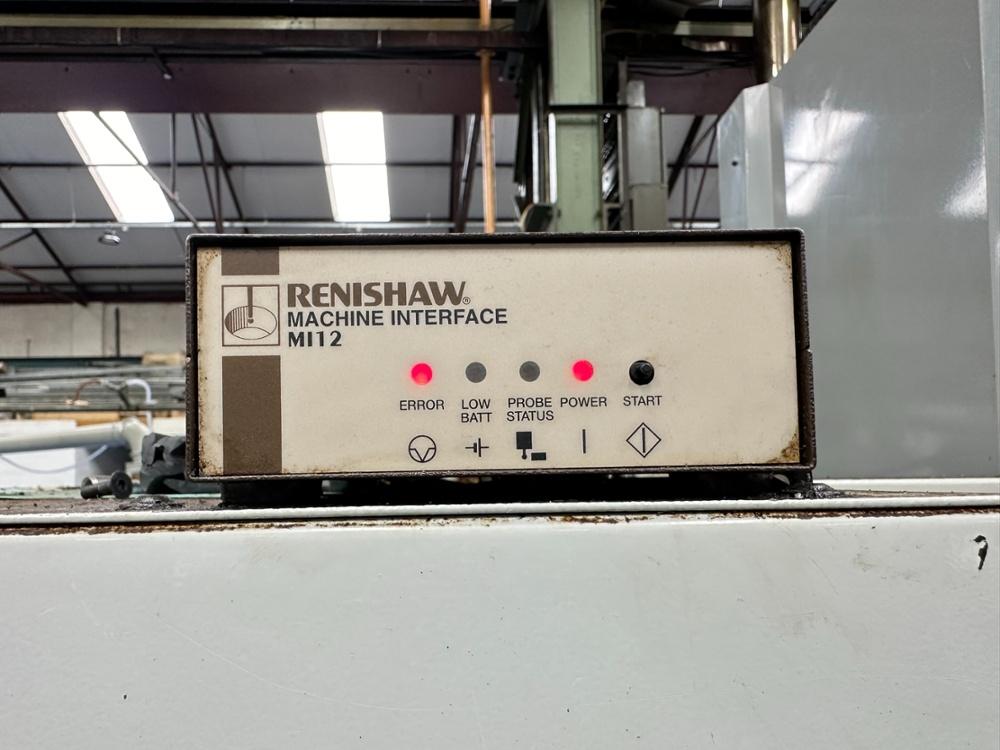 RENISHAW®
MACHINE INTERFACE
MI12
ERROR
LOW
BATT
PROBE
STATUS
POWER
START